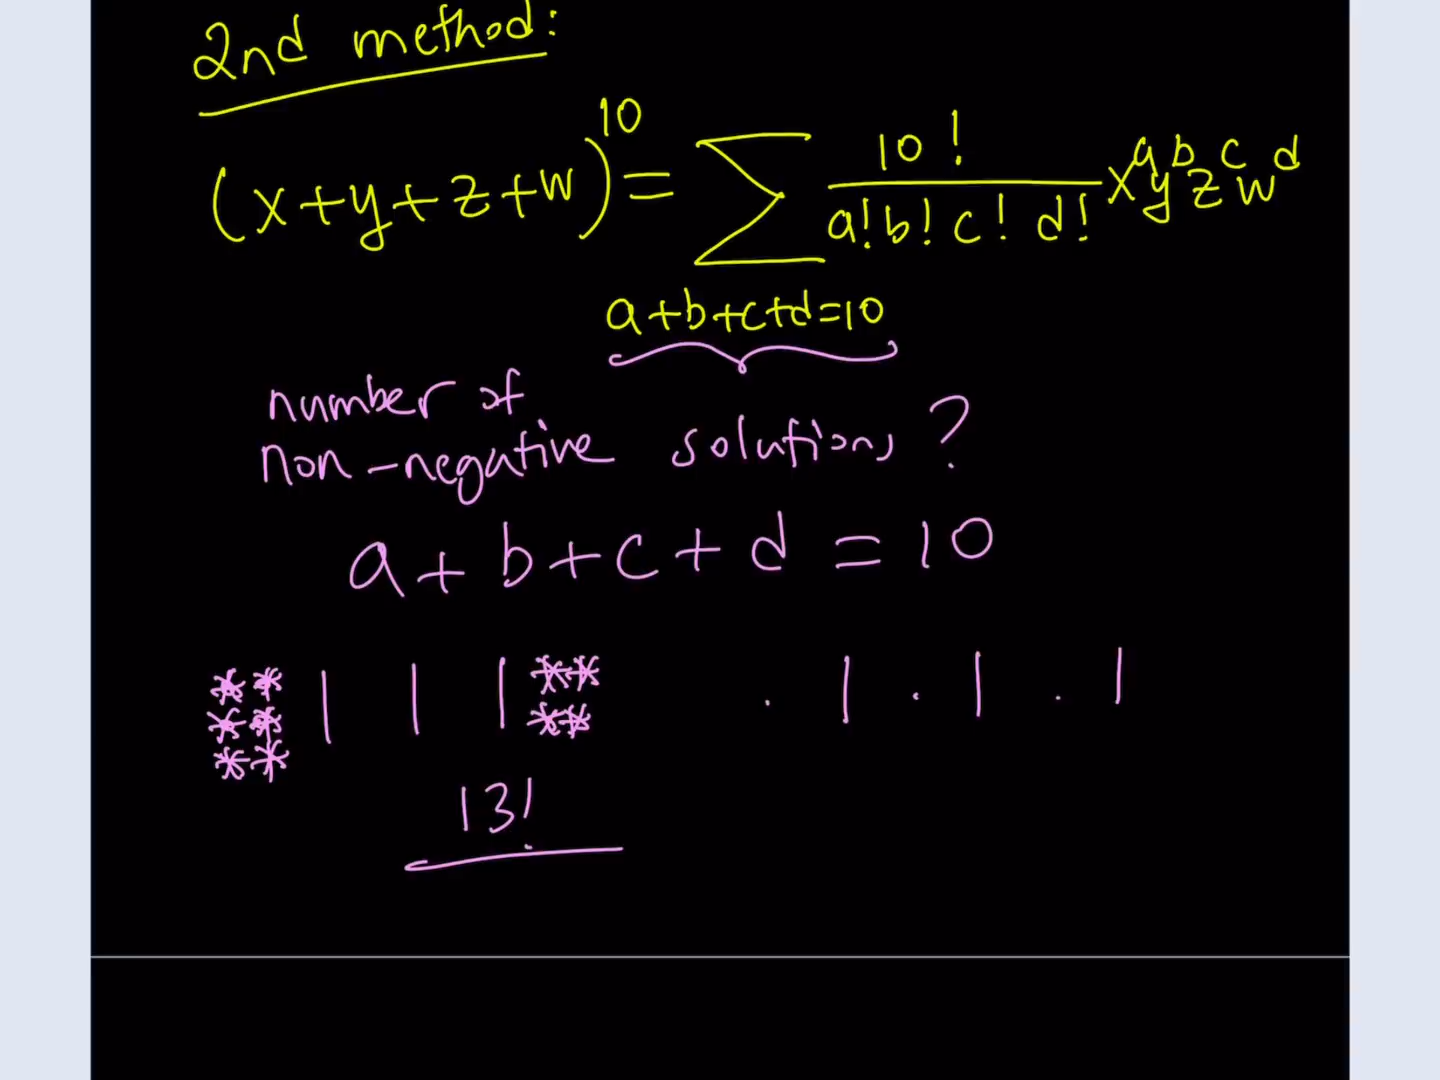 2nd method:
(x+y+z+w)^10 = ∑ 10!/(a!b!c!d!) x^a y^b z^c w^d
a+b+c+d=10
number of
non-negative solutions?
a+b+c+d=10
** | | | ** . | . | . |
** **
**
13!